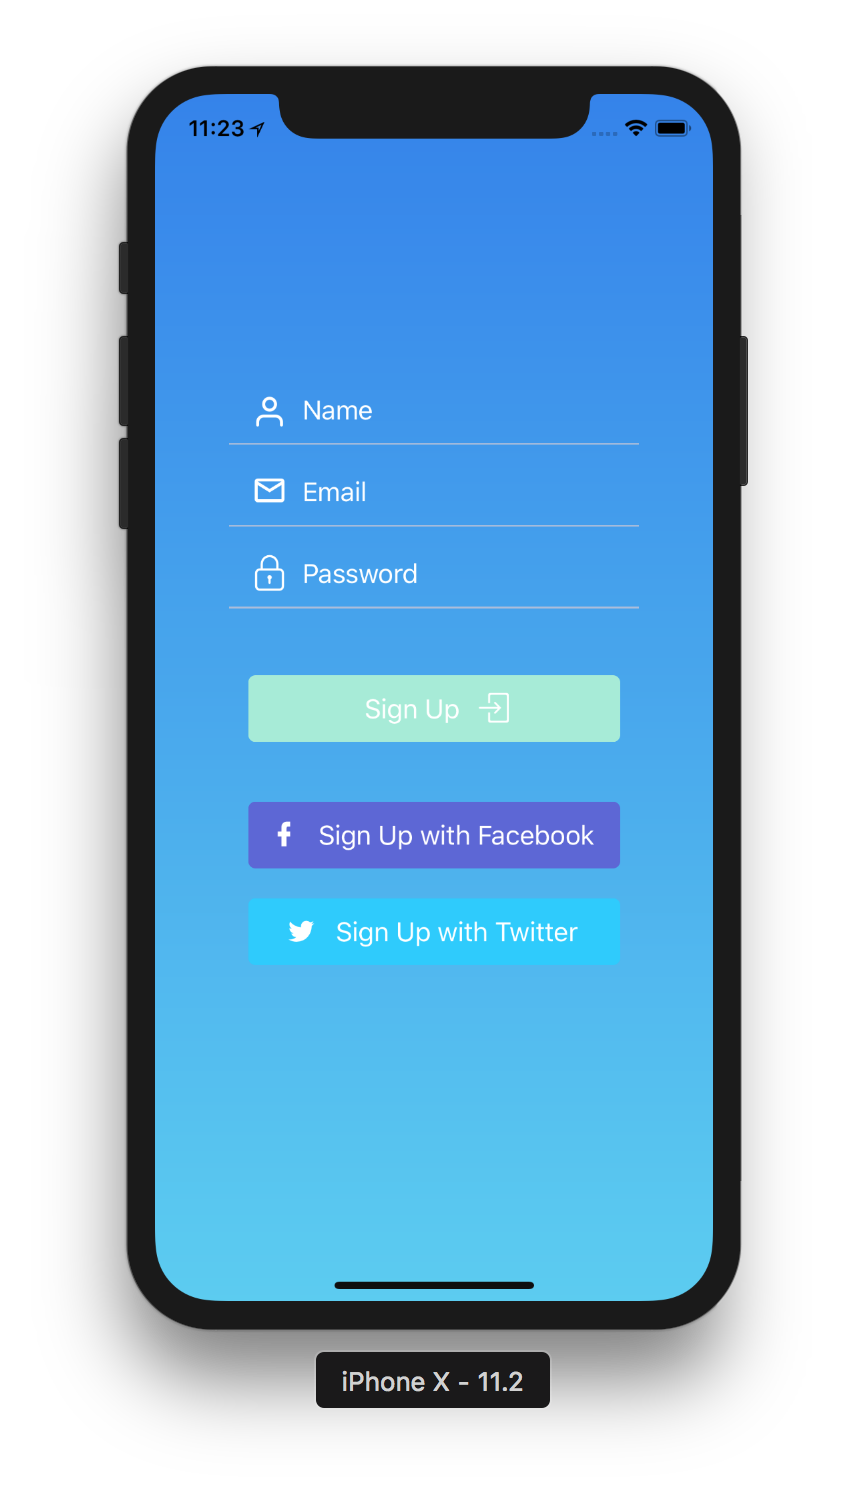 11:23
Name
Email
Password
Sign Up
Sign Up with Facebook
Sign Up with Twitter
iPhone X - 11.2